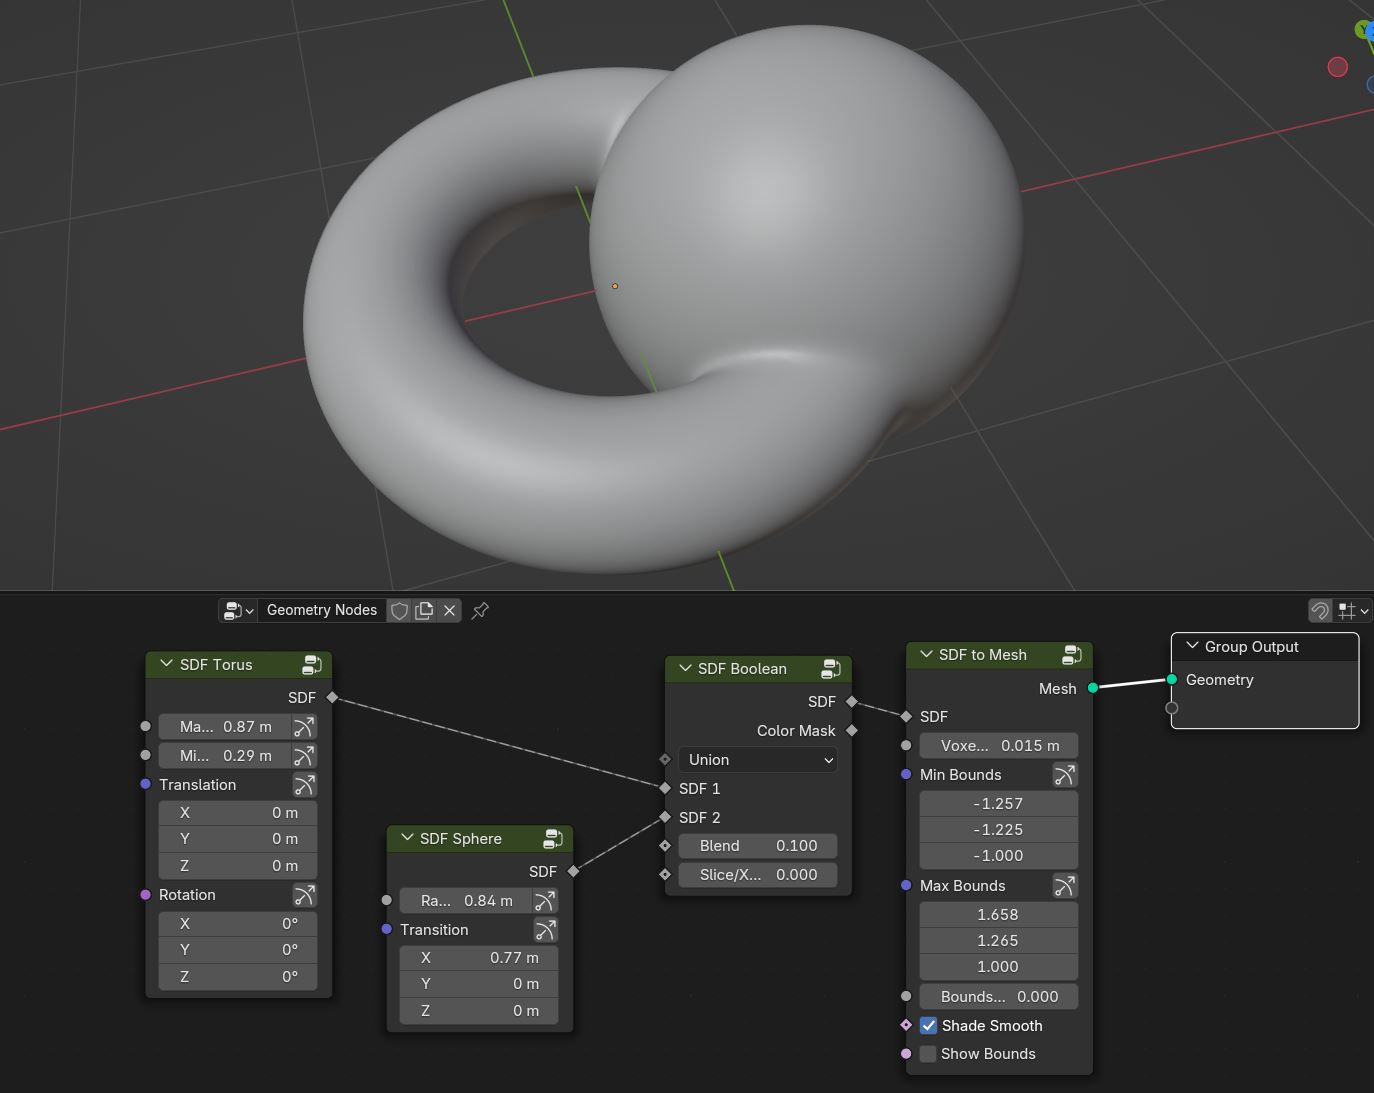 Y
Geometry Nodes
SDF Torus
SDF
Ma... 0.87 m
Mi... 0.29 m
Translation
X 0 m
Y 0 m
Z 0 m
Rotation
X 0°
Y 0°
Z 0°
SDF Sphere
SDF
Ra... 0.84 m
Transition
X 0.77 m
Y 0 m
Z 0 m
SDF Boolean
SDF
Color Mask
Union
SDF 1
SDF 2
Blend 0.100
Slice/X... 0.000
SDF to Mesh
Mesh
SDF
Voxe... 0.015 m
Min Bounds
-1.257
-1.225
-1.000
Max Bounds
1.658
1.265
1.000
Bounds... 0.000
Shade Smooth
Show Bounds
Group Output
Geometry